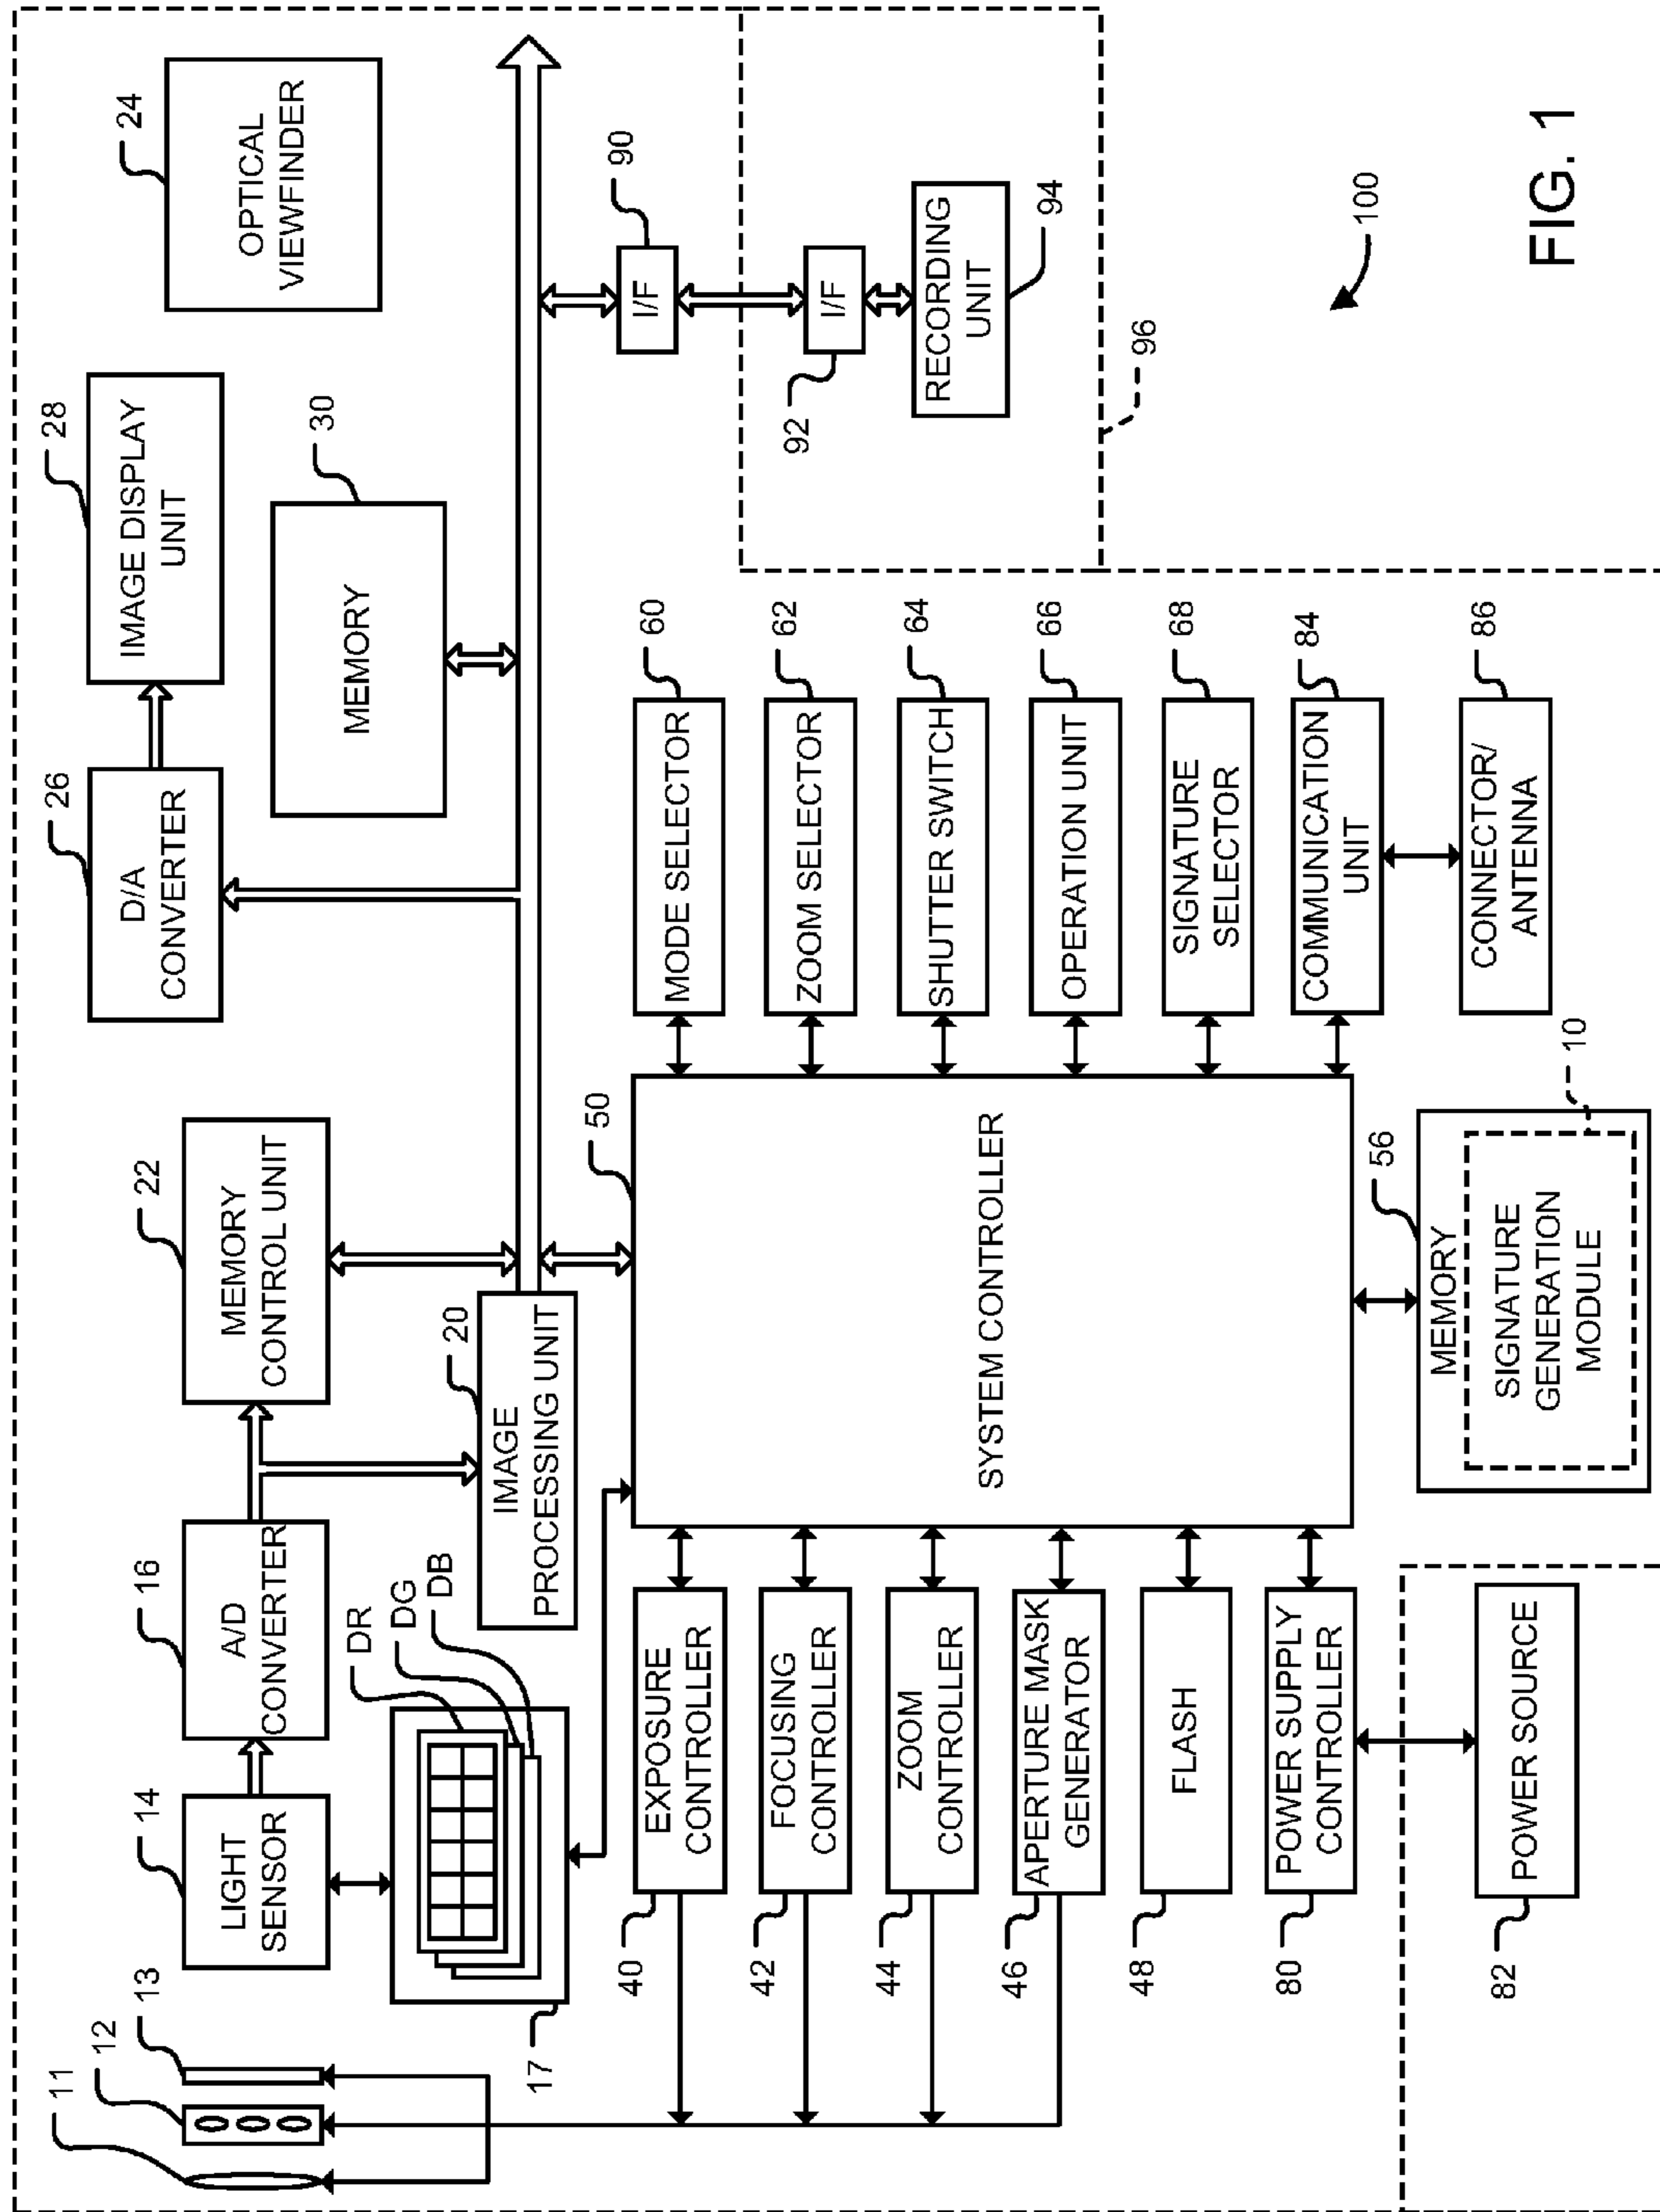 11
12
13
14
LIGHT
SENSOR
16
A/D
CONVERTER
22
MEMORY
CONTROL UNIT
26
D/A
CONVERTER
28
IMAGE DISPLAY
UNIT
24
OPTICAL
VIEWFINDER
30
MEMORY
17
DR
DG
DB
20
IMAGE
PROCESSING UNIT
50
SYSTEM CONTROLLER
40
EXPOSURE
CONTROLLER
42
FOCUSING
CONTROLLER
44
ZOOM
CONTROLLER
46
APERTURE MASK
GENERATOR
48
FLASH
80
POWER SUPPLY
CONTROLLER
82
POWER SOURCE
60
MODE SELECTOR
62
ZOOM SELECTOR
64
SHUTTER SWITCH
66
OPERATION UNIT
68
SIGNATURE
SELECTOR
84
COMMUNICATION
UNIT
86
CONNECTOR/
ANTENNA
56
MEMORY
10
SIGNATURE
GENERATION
MODULE
90
I/F
92
I/F
RECORDING
UNIT
94
96
100
FIG. 1